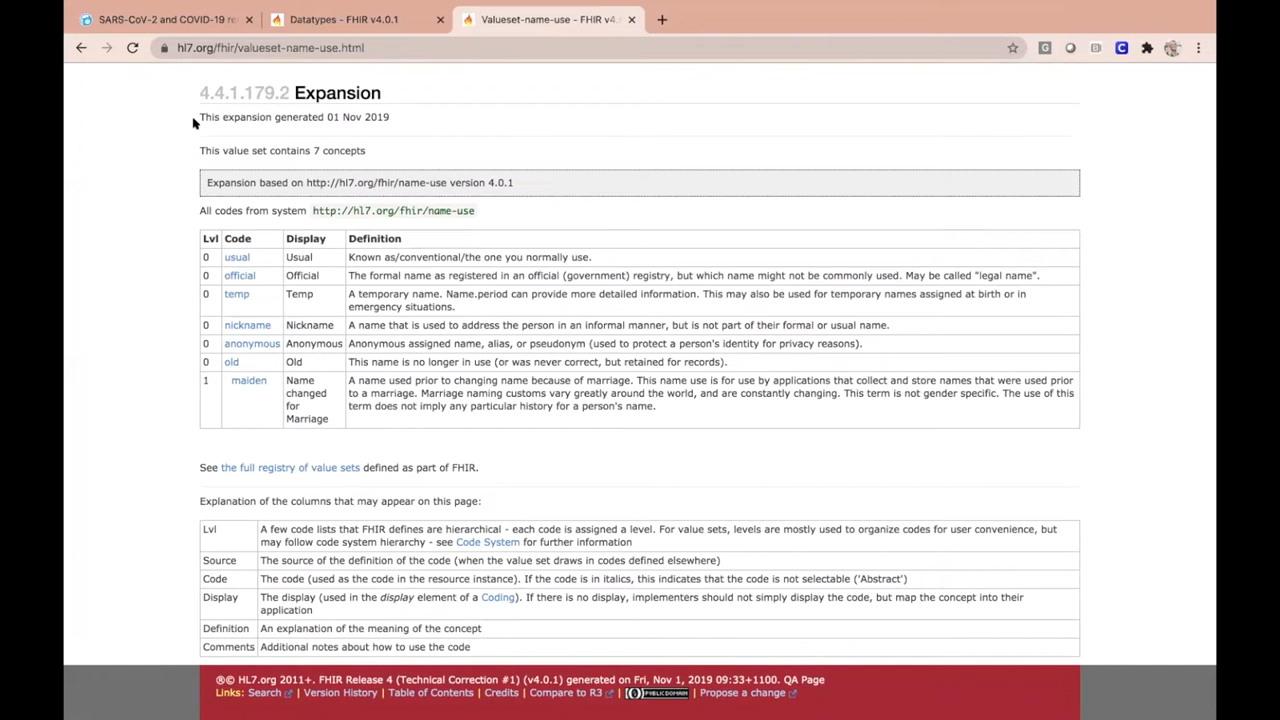 SARS-CoV-2 and COVID-19 re
Datatypes - FHIR v4.0.1
Valueset-name-use - FHIR v4.
hl7.org/fhir/valueset-name-use.html
4.4.1.179.2 Expansion
This expansion generated 01 Nov 2019
This value set contains 7 concepts
Expansion based on http://hl7.org/fhir/name-use version 4.0.1
All codes from system http://hl7.org/fhir/name-use
Lvl Code Display Definition
0 usual Usual Known as/conventional/the one you normally use.
0 official Official The formal name as registered in an official (government) registry, but which name might not be commonly used. May be called "legal name".
0 temp Temp A temporary name. Name.period can provide more detailed information. This may also be used for temporary names assigned at birth or in
emergency situations.
0 nickname Nickname A name that is used to address the person in an informal manner, but is not part of their formal or usual name.
0 anonymous Anonymous Anonymous assigned name, alias, or pseudonym (used to protect a person's identity for privacy reasons).
0 old Old This name is no longer in use (or was never correct, but retained for records).
1 maiden Name A name used prior to changing name because of marriage. This name use is for use by applications that collect and store names that were used prior
changed to a marriage. Marriage naming customs vary greatly around the world, and are constantly changing. This term is not gender specific. The use of this
for term does not imply any particular history for a person's name.
Marriage
See the full registry of value sets defined as part of FHIR.
Explanation of the columns that may appear on this page:
Lvl A few code lists that FHIR defines are hierarchical - each code is assigned a level. For value sets, levels are mostly used to organize codes for user convenience, but
may follow code system hierarchy - see Code System for further information
Source The source of the definition of the code (when the value set draws in codes defined elsewhere)
Code The code (used as the code in the resource instance). If the code is in italics, this indicates that the code is not selectable ('Abstract')
Display The display (used in the display element of a Coding). If there is no display, implementers should not simply display the code, but map the concept into their
application
Definition An explanation of the meaning of the concept
Comments Additional notes about how to use the code
®© HL7.org 2011+. FHIR Release 4 (Technical Correction #1) (v4.0.1) generated on Fri, Nov 1, 2019 09:33+1100. QA Page
Links: Search | Version History | Table of Contents | Credits | Compare to R3 | PUBLIC DOMAIN | Propose a change